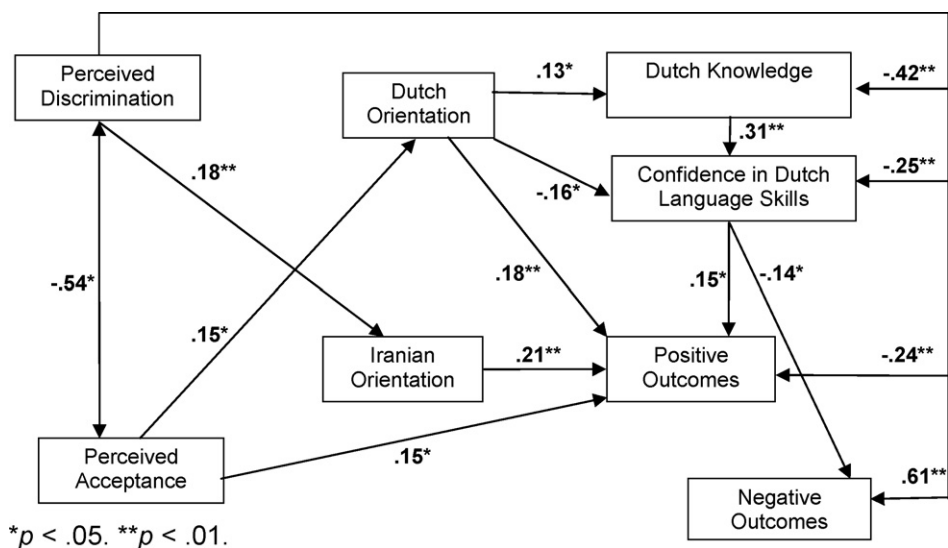 Perceived
Discrimination
Dutch
Orientation
.13*
Dutch Knowledge
-.42**
.31**
.18**
-.16*
Confidence in Dutch
Language Skills
-.25**
-.54*
.18**
.15*
-.14*
.15*
Iranian
Orientation
.21**
Positive
Outcomes
-.24**
Perceived
Acceptance
.15*
Negative
Outcomes
.61**
*p < .05. **p < .01.